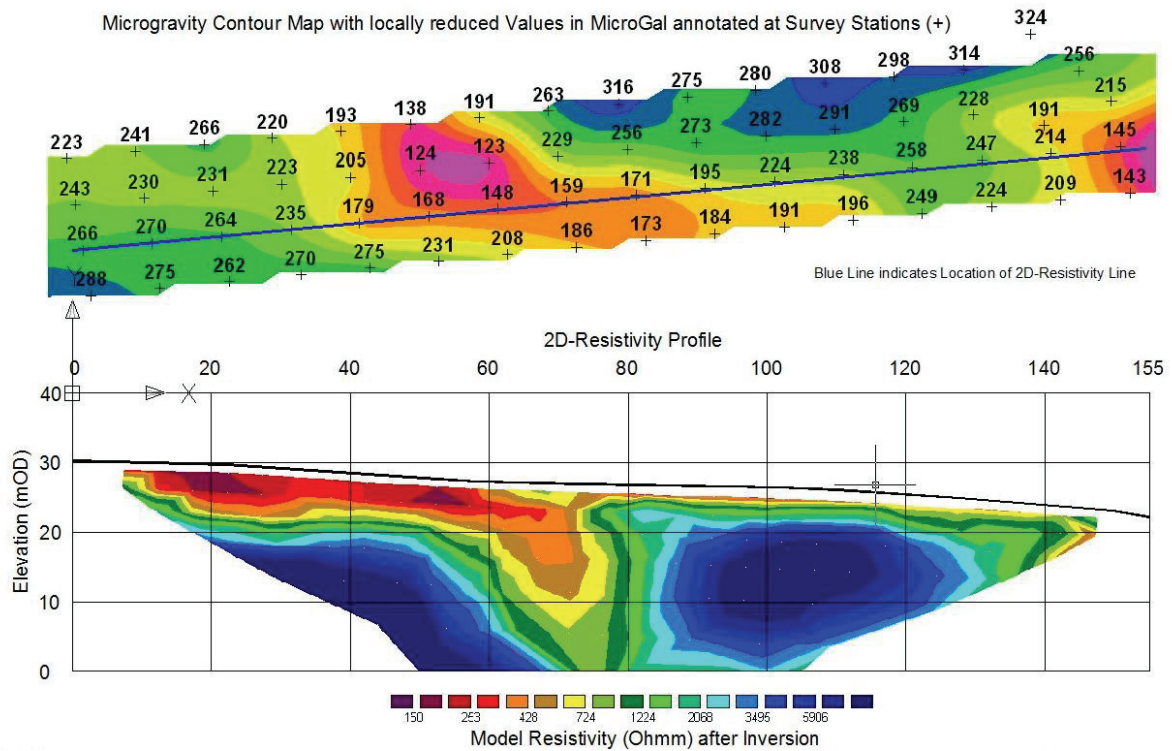 Microgravity Contour Map with locally reduced Values in MicroGal annotated at Survey Stations (+)
324
223 241 266 220 193 138 191 263 316 275 280 308 298 314 256
243 230 231 223 205 124 123 229 256 273 282 291 269 228 215
266 270 264 235 179 168 148 159 171 195 224 238 258 247 191 214 145
288 275 262 270 275 231 208 186 173 184 191 196 249 224 209 143
Y
Blue Line indicates Location of 2D-Resistivity Line
2D-Resistivity Profile
0 20 40 60 80 100 120 140 155
X
40
30
20
10
0
Elevation (mOD)
150 253 428 724 1224 2068 3495 5906
Model Resistivity (Ohmm) after Inversion